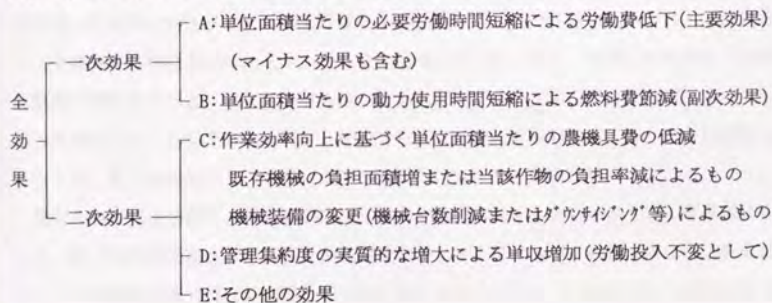 A:単位面積当たりの必要労働時間短縮による労働費低下(主要効果)
一次効果 (マイナス効果も含む)
B:単位面積当たりの動力使用時間短縮による燃料費節減(副次効果)
全効果
C:作業効率向上に基づく単位面積当たりの農機具費の低減
既存機械の負担面積増または当該作物の負担率減によるもの
二次効果 機械装備の変更(機械台数削減またはダウンサイジング等)によるもの
D:管理集約度の実質的な増大による単収増加(労働投入不変として)
E:その他の効果